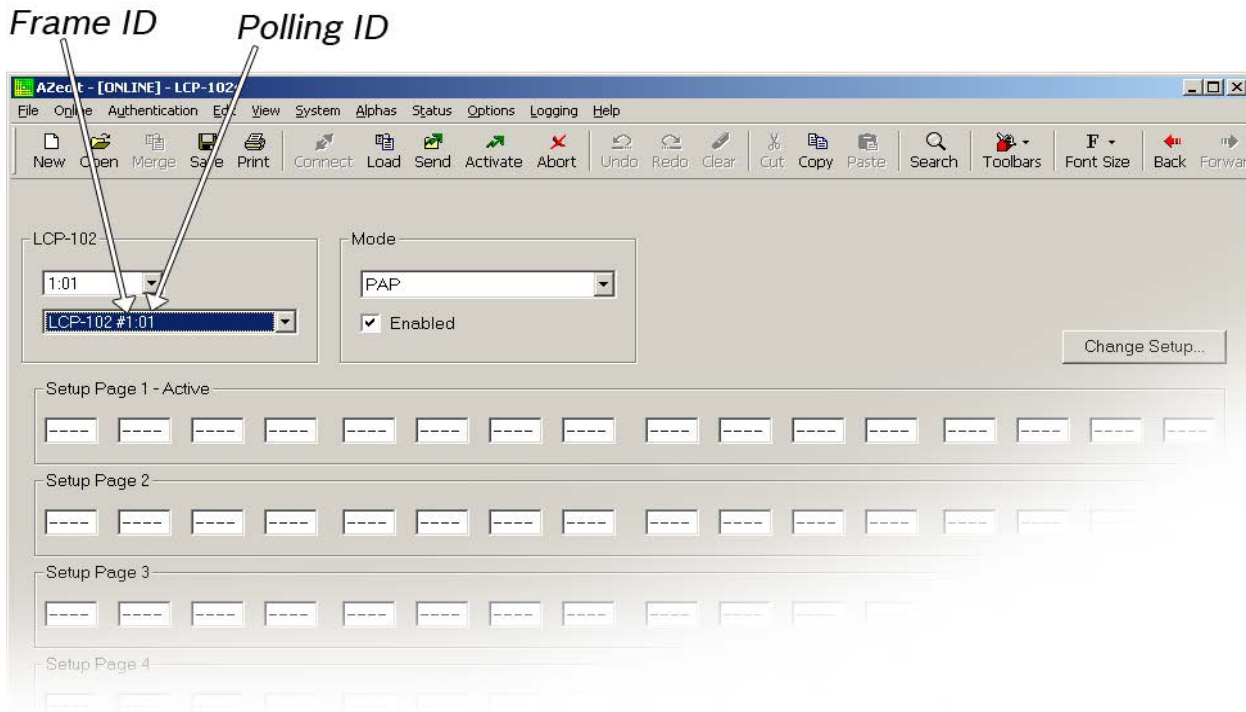 Frame ID
Polling ID
AZedit - [ONLINE] - LCP-102
File Online Authentication Edit View System Alphas Status Options Logging Help
New Open Merge Save Print Connect Load Send Activate Abort Undo Redo Clear Cut Copy Paste Search Toolbars Font Size Back Forwar
LCP-102
Mode
1:01
PAP
LCP-102 #1:01
Enabled
Change Setup...
Setup Page 1 - Active
---- ---- ---- ---- ---- ---- ---- ---- ---- ---- ---- ---- ---- ---- ---- ----
Setup Page 2
---- ---- ---- ---- ---- ---- ---- ---- ---- ---- ---- ---- ---- ----
Setup Page 3
---- ---- ---- ---- ---- ---- ---- ---- ---- ---- ---- ----
Setup Page 4